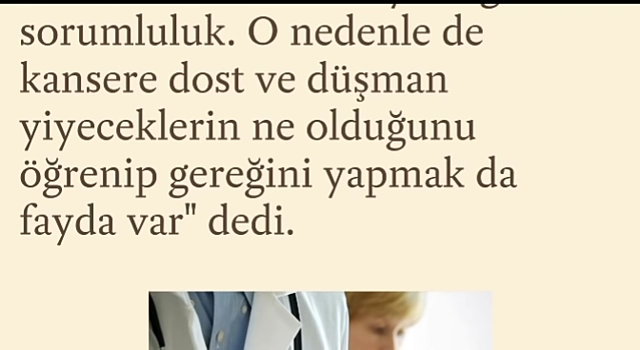 sorumluluk. O nedenle de
kansere dost ve düşman
yiyeceklerin ne olduğunu
öğrenip gereğini yapmak da
fayda var" dedi.